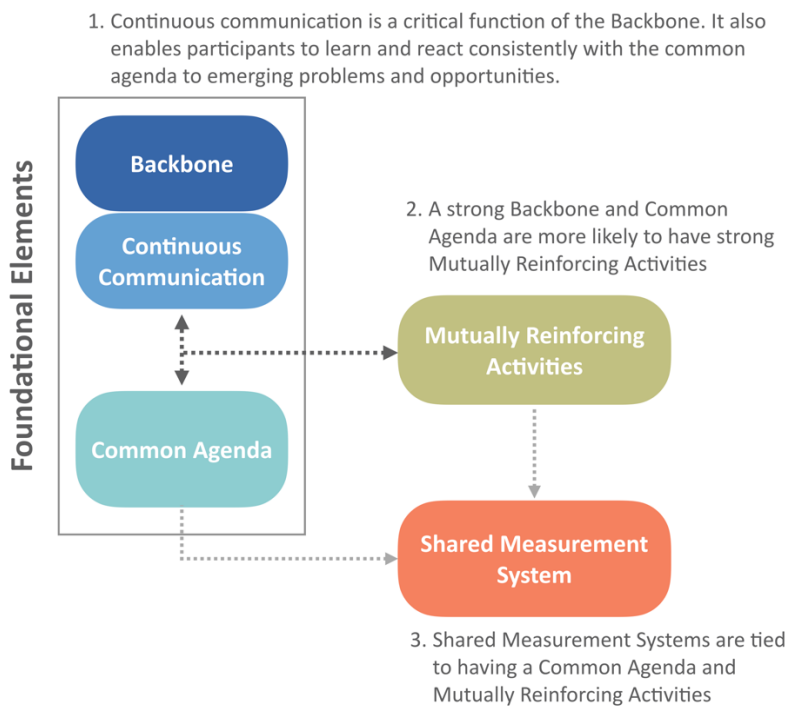 1. Continuous communication is a critical function of the Backbone. It also
enables participants to learn and react consistently with the common
agenda to emerging problems and opportunities.
Foundational Elements
Backbone
Continuous
Communication
Common Agenda
2. A strong Backbone and Common
Agenda are more likely to have strong
Mutually Reinforcing Activities
Mutually Reinforcing
Activities
Shared Measurement
System
3. Shared Measurement Systems are tied
to having a Common Agenda and
Mutually Reinforcing Activities